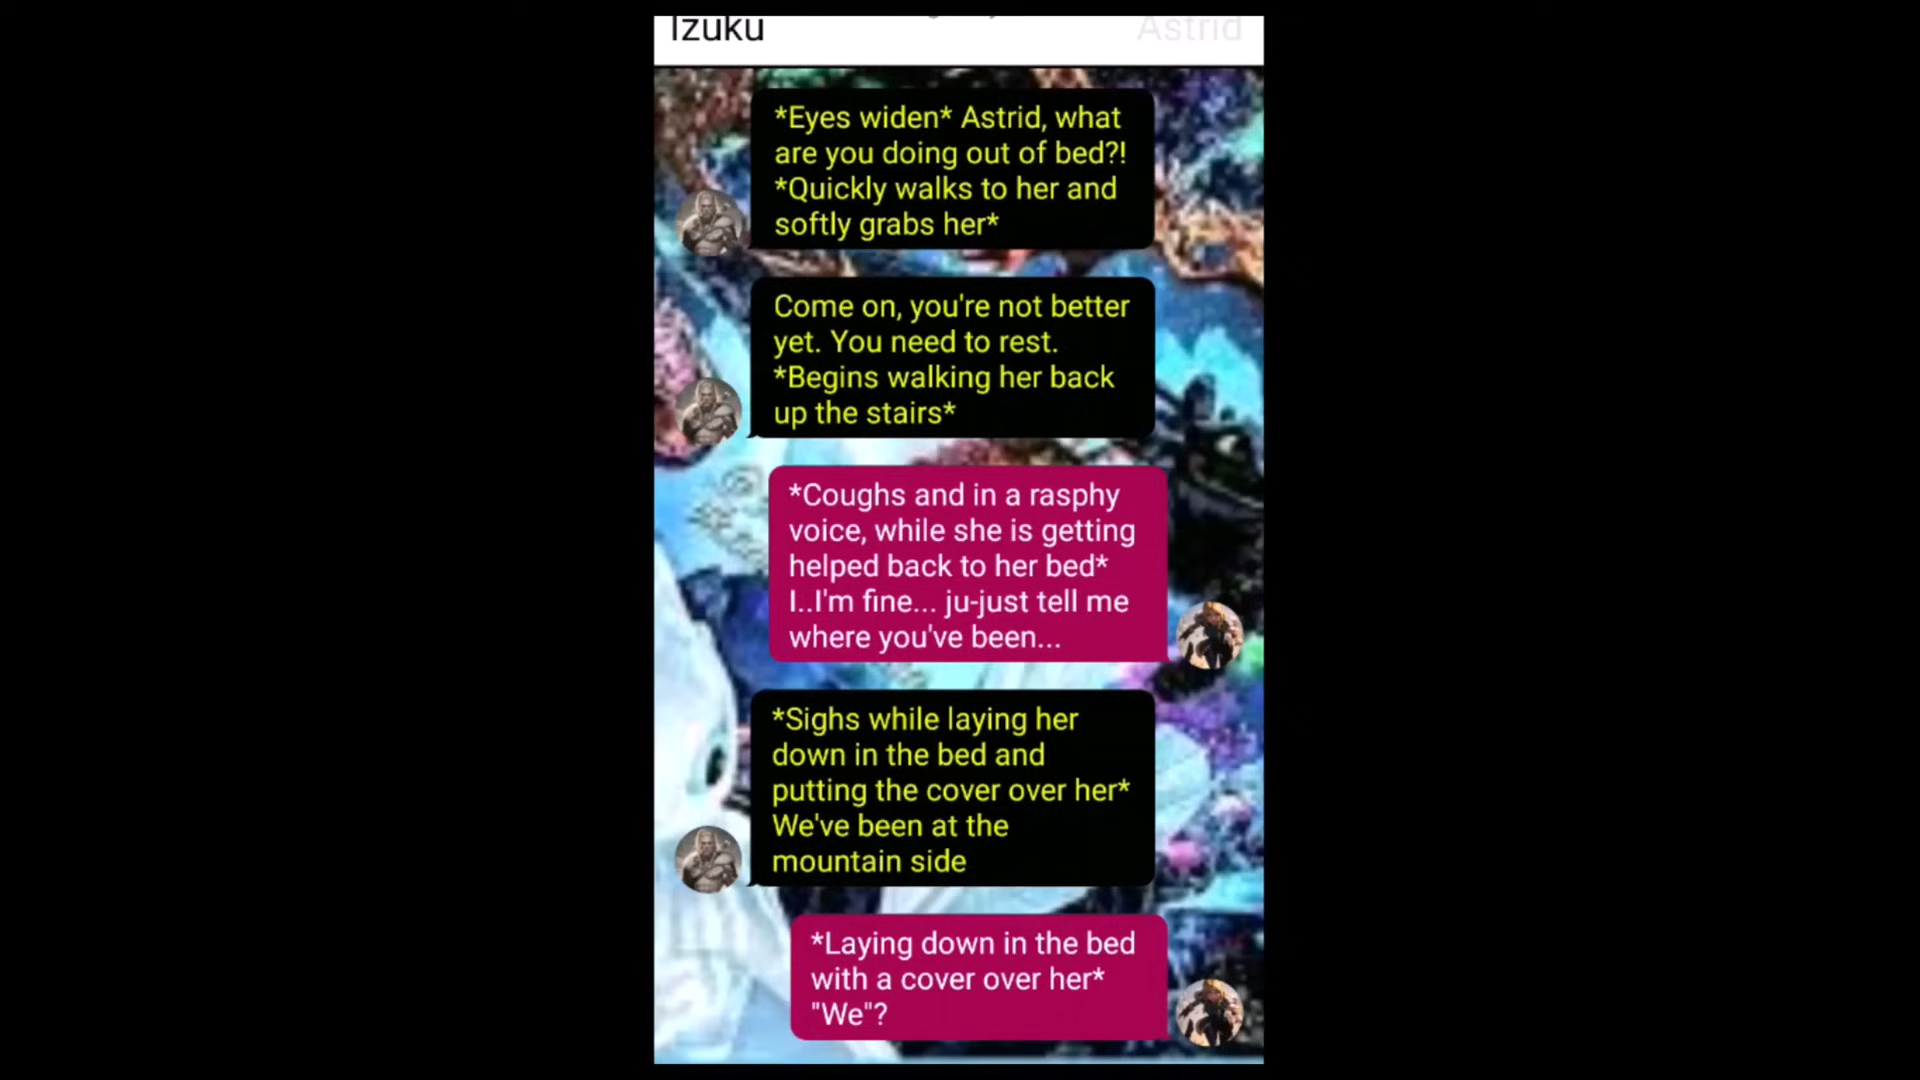 Izuku
Astrid
*Eyes widen* Astrid, what
are you doing out of bed?!
*Quickly walks to her and
softly grabs her*
Come on, you're not better
yet. You need to rest.
*Begins walking her back
up the stairs*
*Coughs and in a rasphy
voice, while she is getting
helped back to her bed*
I..I'm fine... ju-just tell me
where you've been...
*Sighs while laying her
down in the bed and
putting the cover over her*
We've been at the
mountain side
*Laying down in the bed
with a cover over her*
"We"?